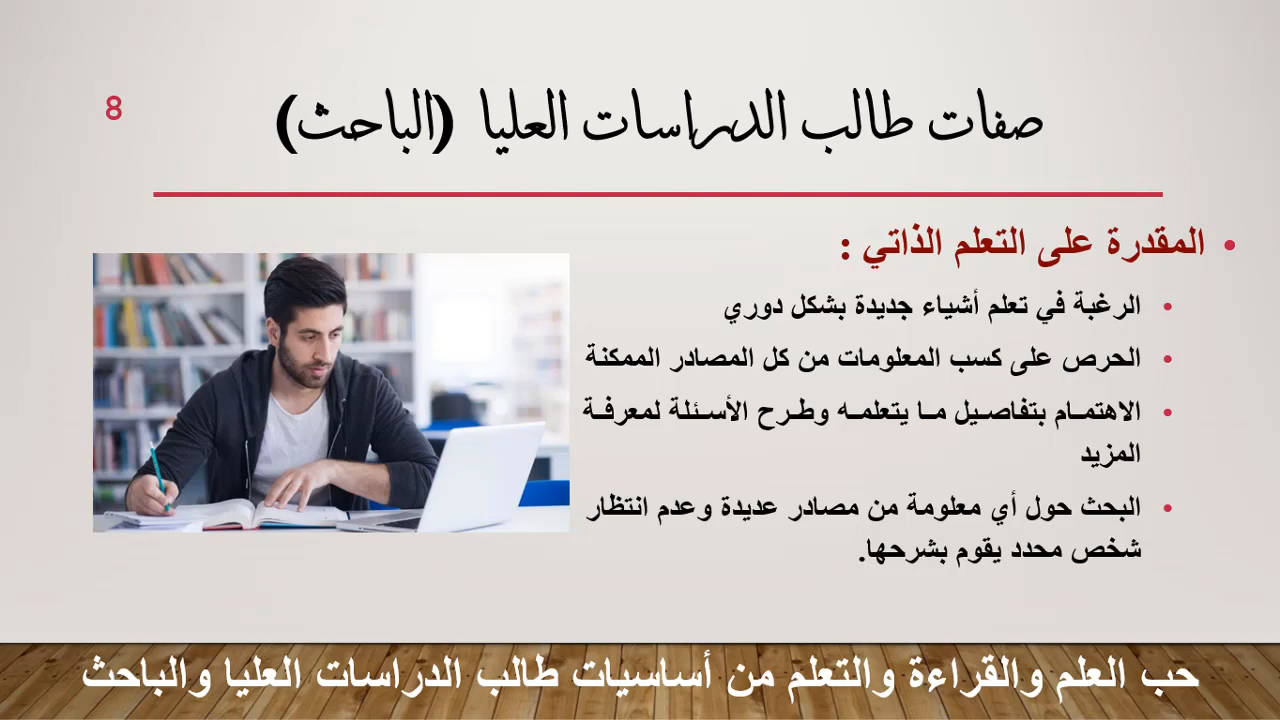 8
صفات طالب الدراسات العليا (الباحث)
• المقدرة على التعلم الذاتي :
• الرغبة في تعلم أشياء جديدة بشكل دوري
• الحرص على كسب المعلومات من كل المصادر الممكنة
• الاهتمام بتفاصيل ما يتعلمه وطرح الأسئلة لمعرفة
المزيد
• البحث حول أي معلومة من مصادر عديدة وعدم انتظار
شخص محدد يقوم بشرحها.
حب العلم والقراءة والتعلم من أساسيات طالب الدراسات العليا والباحث